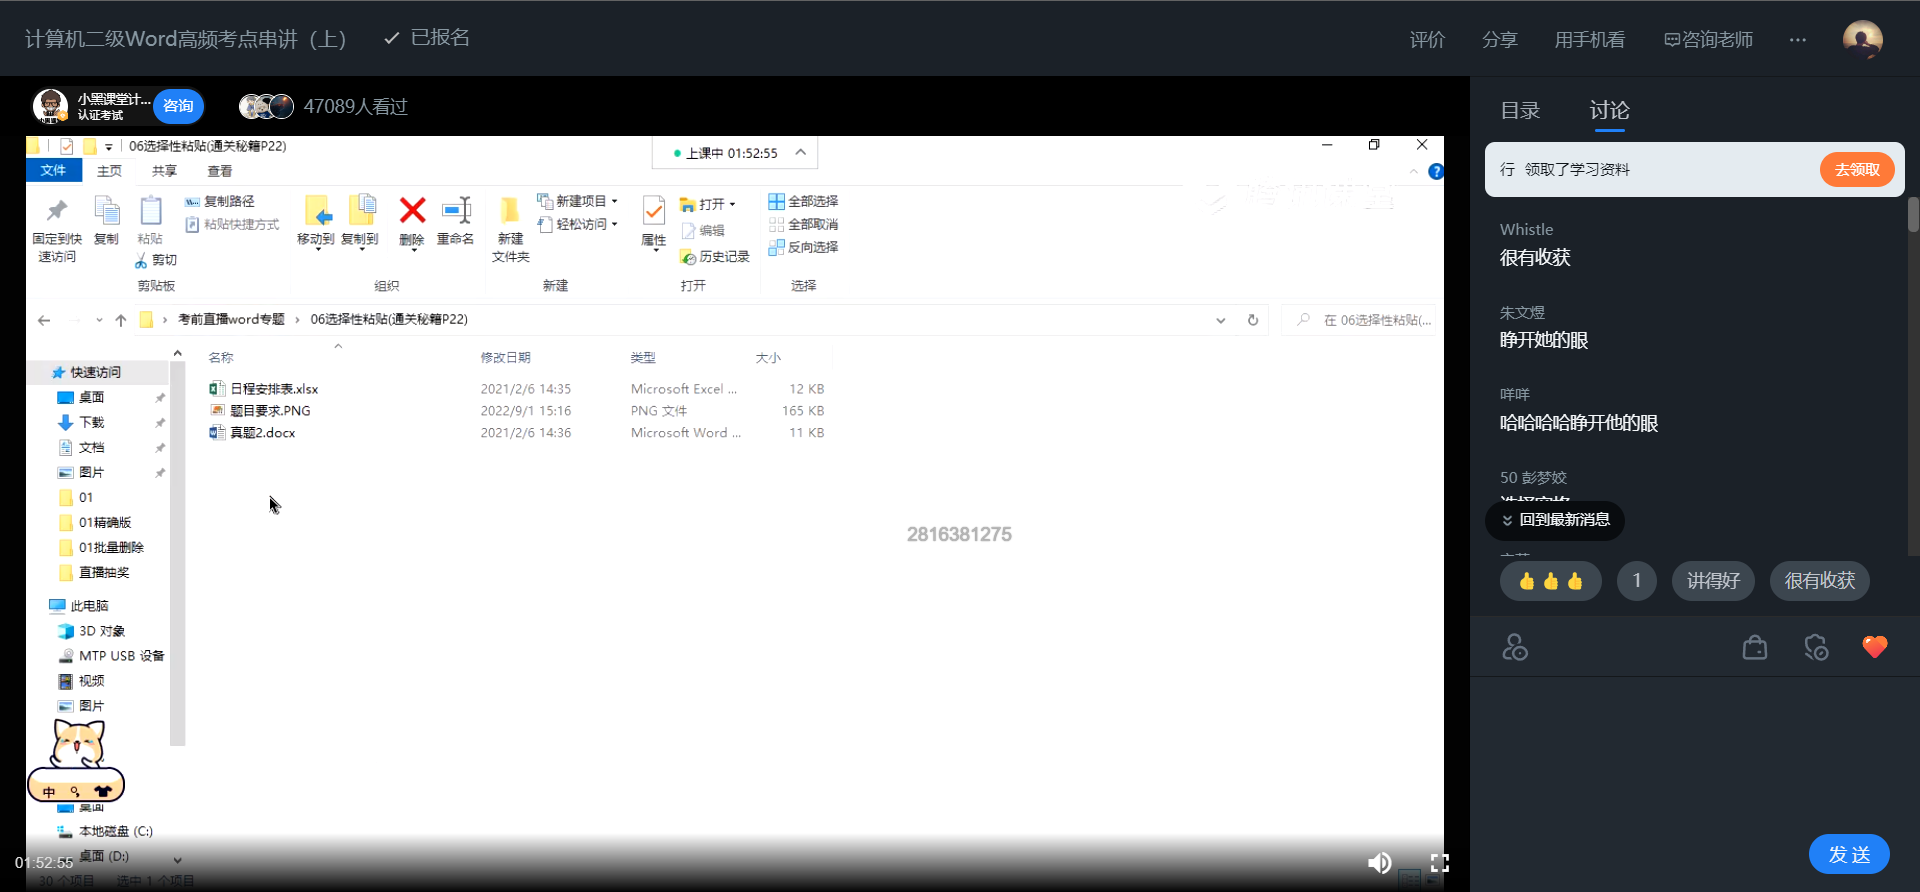 计算机二级Word高频考点串讲（上）
已报名
评价
分享
用手机看
咨询老师
小黑课堂计...
认证考试
咨询
47089人看过
目录
讨论
06选择性粘贴(通关秘籍P22)
上课中 01:52:55
文件
主页
共享
查看
固定到快
速访问
复制
粘贴
复制路径
粘贴快捷方式
剪切
剪贴板
移动到
复制到
删除
重命名
组织
新建
文件夹
新建项目
轻松访问
新建
属性
打开
编辑
历史记录
打开
全部选择
全部取消
反向选择
选择
考前直播word专题 › 06选择性粘贴(通关秘籍P22)
在 06选择性粘贴(...
名称
修改日期
类型
大小
日程安排表.xlsx
2021/2/6 14:35
Microsoft Excel ...
12 KB
题目要求.PNG
2022/9/1 15:16
PNG 文件
165 KB
真题2.docx
2021/2/6 14:36
Microsoft Word ...
11 KB
快速访问
桌面
下载
文档
图片
01
01精确版
01批量删除
直播抽奖
此电脑
3D 对象
MTP USB 设备
视频
图片
中
桌面
本地磁盘 (C:)
桌面 (D:)
30 个项目
选中 1 个项目
01:52:55
2816381275
行 领取了学习资料
去领取
Whistle
很有收获
朱文煜
睁开她的眼
咩咩
哈哈哈哈睁开他的眼
50 彭梦姣
回到最新消息
1
讲得好
很有收获
发送